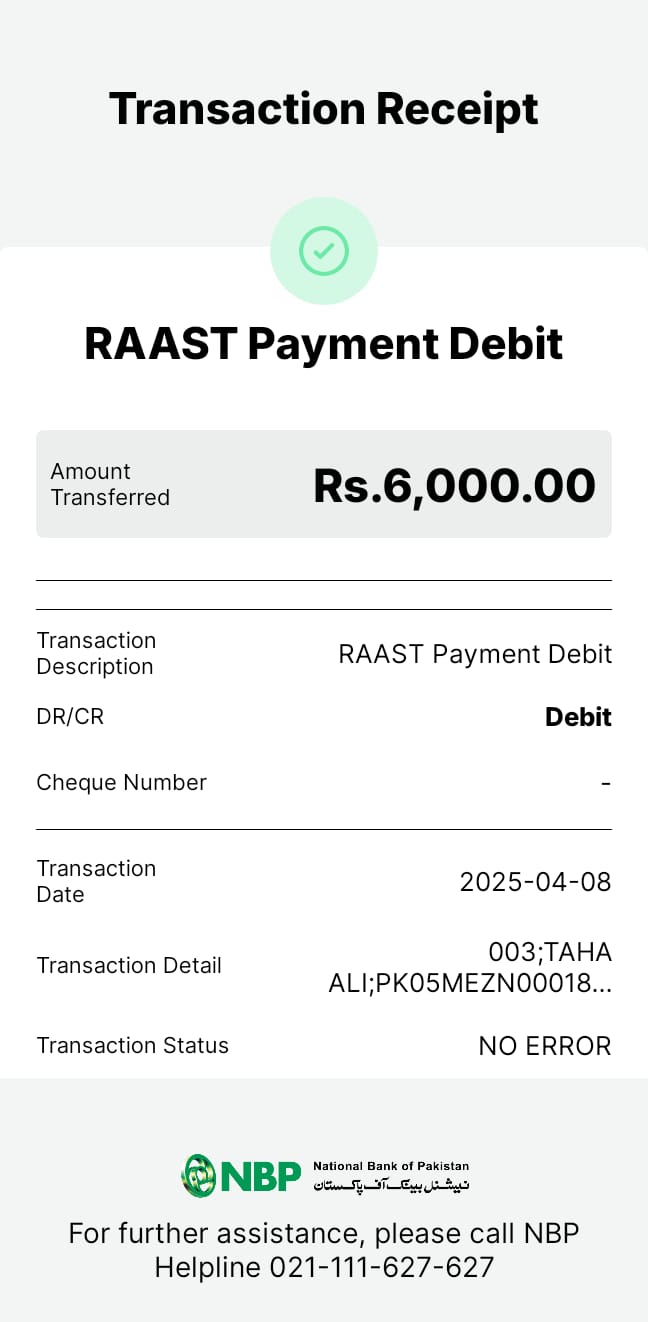 Transaction Receipt
RAAST Payment Debit
Amount
Transferred
Rs.6,000.00
Transaction
Description
RAAST Payment Debit
DR/CR
Debit
Cheque Number
-
Transaction
Date
2025-04-08
Transaction Detail
003;TAHA
ALI;PK05MEZN00018...
Transaction Status
NO ERROR
NBP
National Bank of Pakistan
نیشنل بینک آف پاکستان
For further assistance, please call NBP
Helpline 021-111-627-627